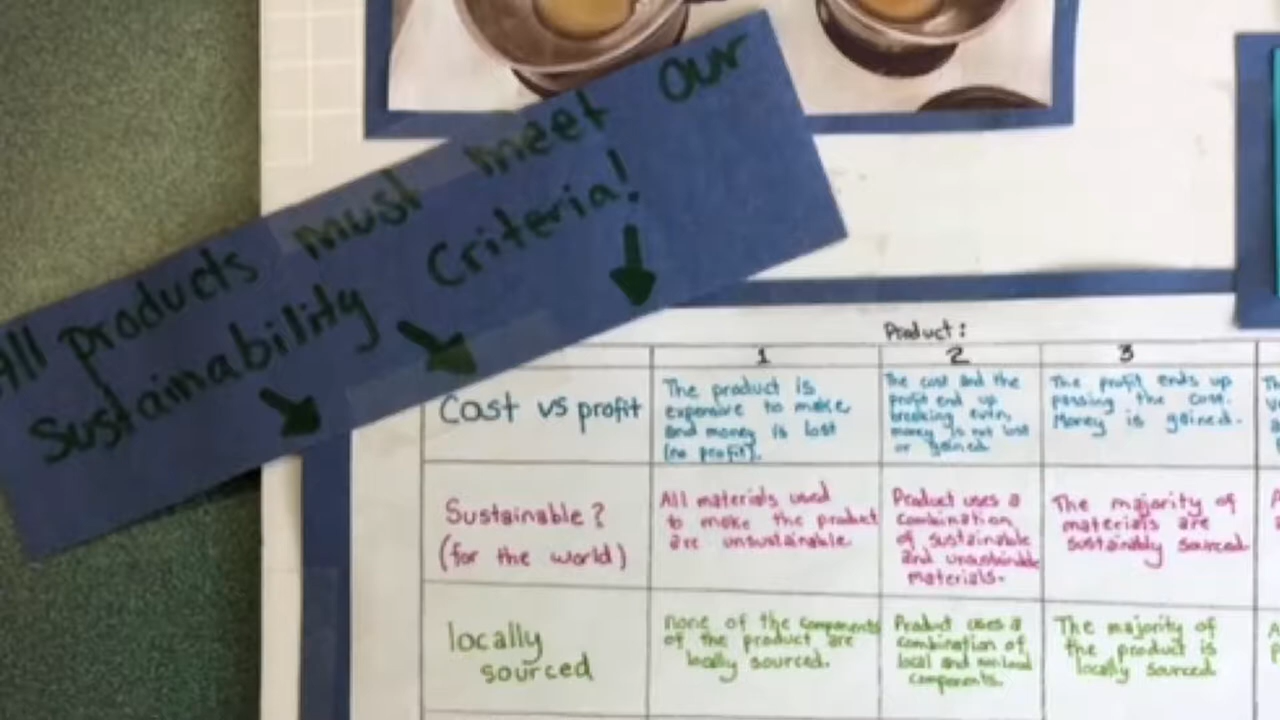 All products must meet our
Sustainability Criteria!
Product:
1
2
3
Cost vs profit
The product is
expensive to make
and money is lost
(no profit).
The cost and the
profit end up
breaking even,
money is not lost
or gained
The profit ends up
passing the cost.
Money is gained.
Sustainable?
(for the world)
All materials used
to make the product
are unsustainable.
Product uses a
combination
of sustainable
and unsustainable
materials.
The majority of
materials are
sustainably sourced
locally
sourced
none of the components
of the product are
locally sourced.
Product uses a
combination of
local and non local
components.
The majority of
the product is
locally sourced